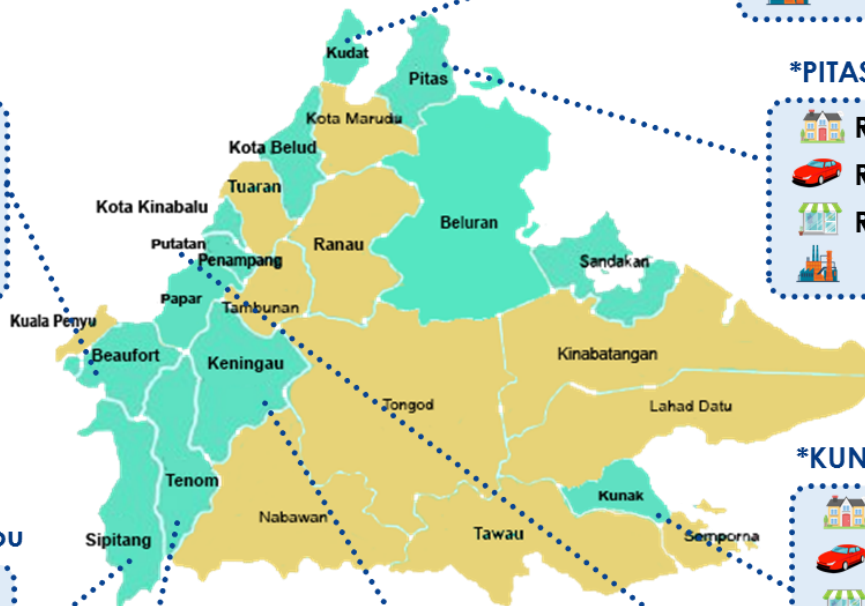 Kudat
Pitas
*PITAS
Kota Marudu
R
Kota Belud
R
Tuaran
Kota Kinabalu
Beluran
R
Putatan
Ranau
Penampang
Sandakan
Papar
Tambunan
Kuala Penyu
Beaufort
Keningau
Kinabatangan
Tongod
Lahad Datu
*KUN
Tenom
Kunak
Nabawan
Sipitang
Tawau
Semporna
OU